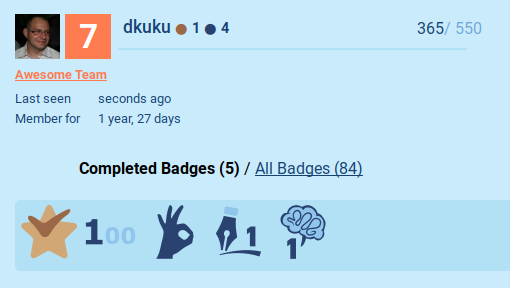 7 dkuku 1 4 365/ 550
Awesome Team
Last seen seconds ago
Member for 1 year, 27 days
Completed Badges (5) / All Badges (84)
100 1 1